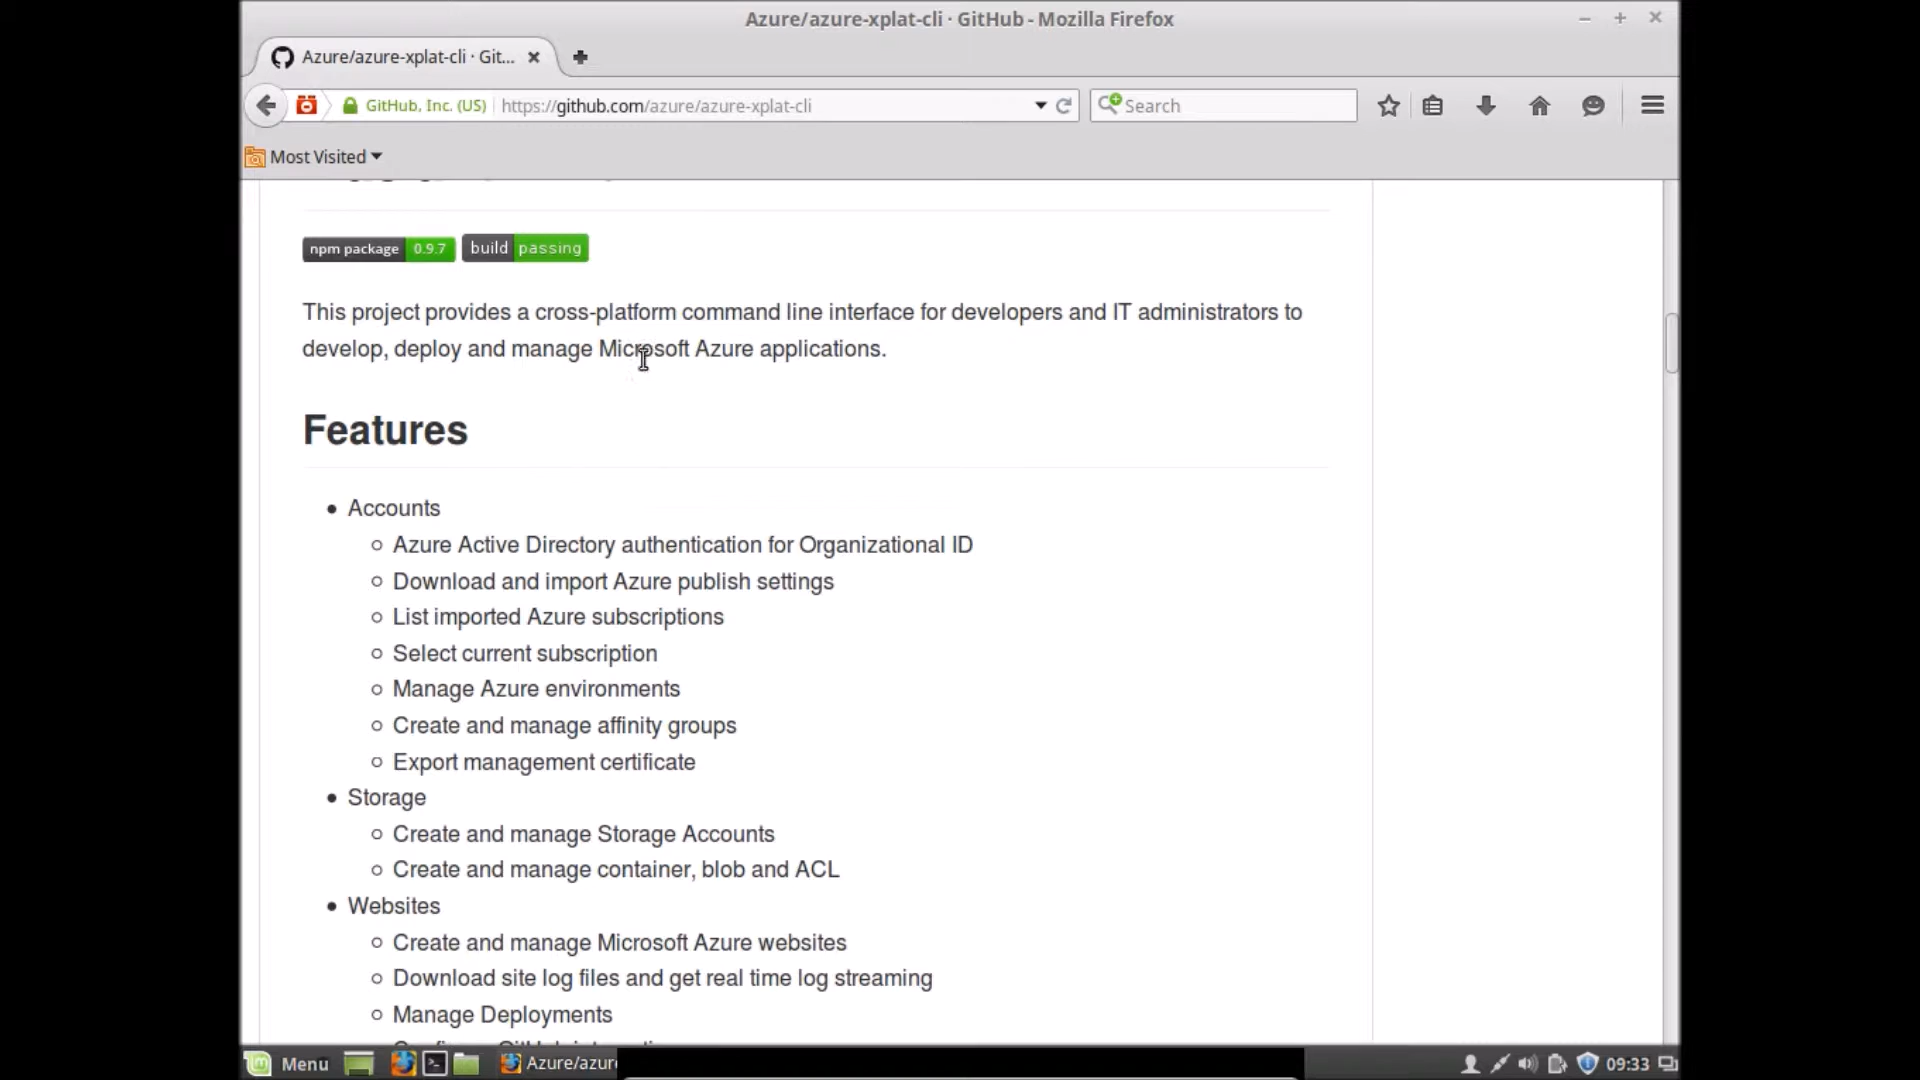 Azure/azure-xplat-cli · GitHub - Mozilla Firefox
Azure/azure-xplat-cli · Git...
GitHub, Inc. (US) https://github.com/azure/azure-xplat-cli Search
Most Visited
npm package 0.9.7 build passing
This project provides a cross-platform command line interface for developers and IT administrators to
develop, deploy and manage Microsoft Azure applications.
Features
Accounts
Azure Active Directory authentication for Organizational ID
Download and import Azure publish settings
List imported Azure subscriptions
Select current subscription
Manage Azure environments
Create and manage affinity groups
Export management certificate
Storage
Create and manage Storage Accounts
Create and manage container, blob and ACL
Websites
Create and manage Microsoft Azure websites
Download site log files and get real time log streaming
Manage Deployments
Menu Azure/azure 09:33